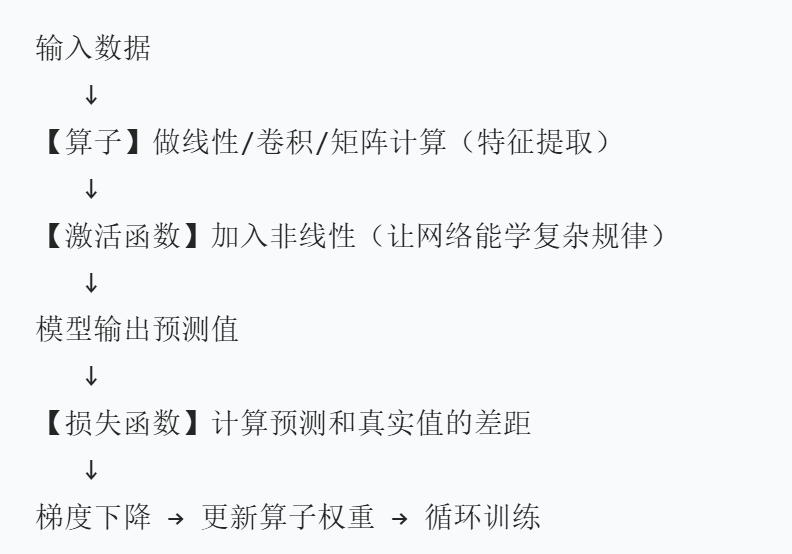 输入数据
↓
【算子】做线性/卷积/矩阵计算（特征提取）
↓
【激活函数】加入非线性（让网络能学复杂规律）
↓
模型输出预测值
↓
【损失函数】计算预测和真实值的差距
↓
梯度下降 → 更新算子权重 → 循环训练